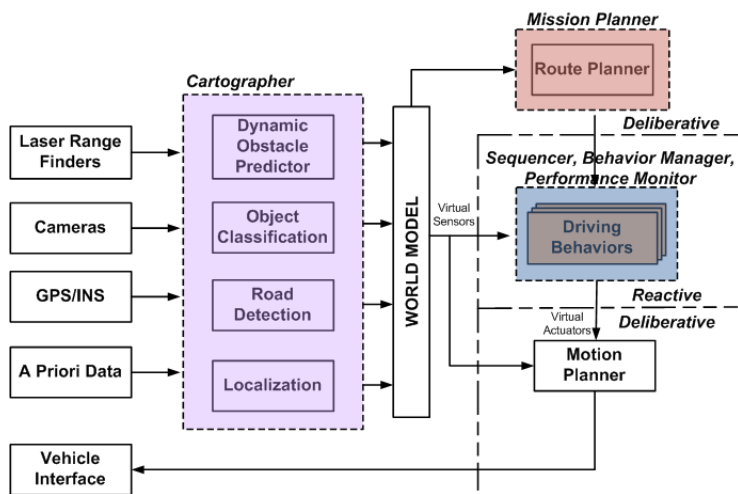 Mission Planner
Route Planner
Cartographer
Laser Range
Finders
Cameras
GPS/INS
A Priori Data
Vehicle
Interface
Dynamic
Obstacle
Predictor
Object
Classification
Road
Detection
Localization
WORLD MODEL
Virtual
Sensors
Deliberative
Sequencer, Behavior Manager,
Performance Monitor
Driving
Behaviors
Reactive
Deliberative
Virtual
Actuators
Motion
Planner